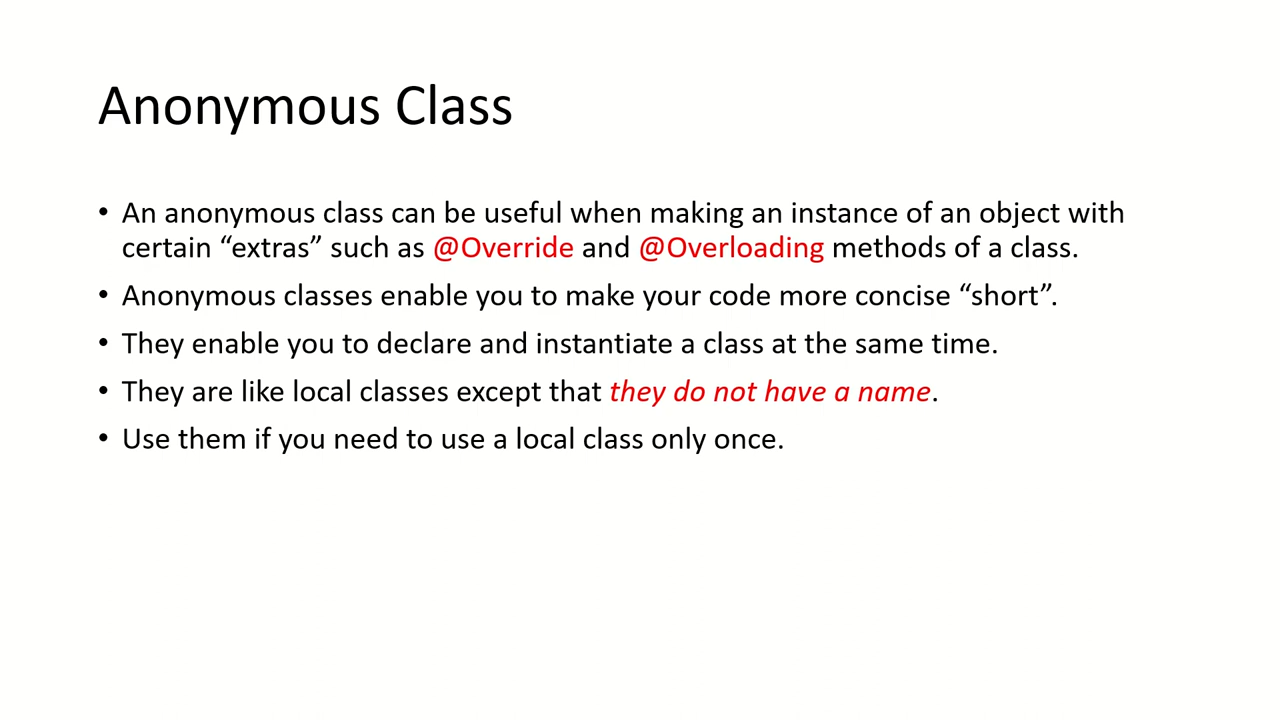 Anonymous Class
• An anonymous class can be useful when making an instance of an object with
certain “extras” such as @Override and @Overloading methods of a class.
• Anonymous classes enable you to make your code more concise “short”.
• They enable you to declare and instantiate a class at the same time.
• They are like local classes except that they do not have a name.
• Use them if you need to use a local class only once.